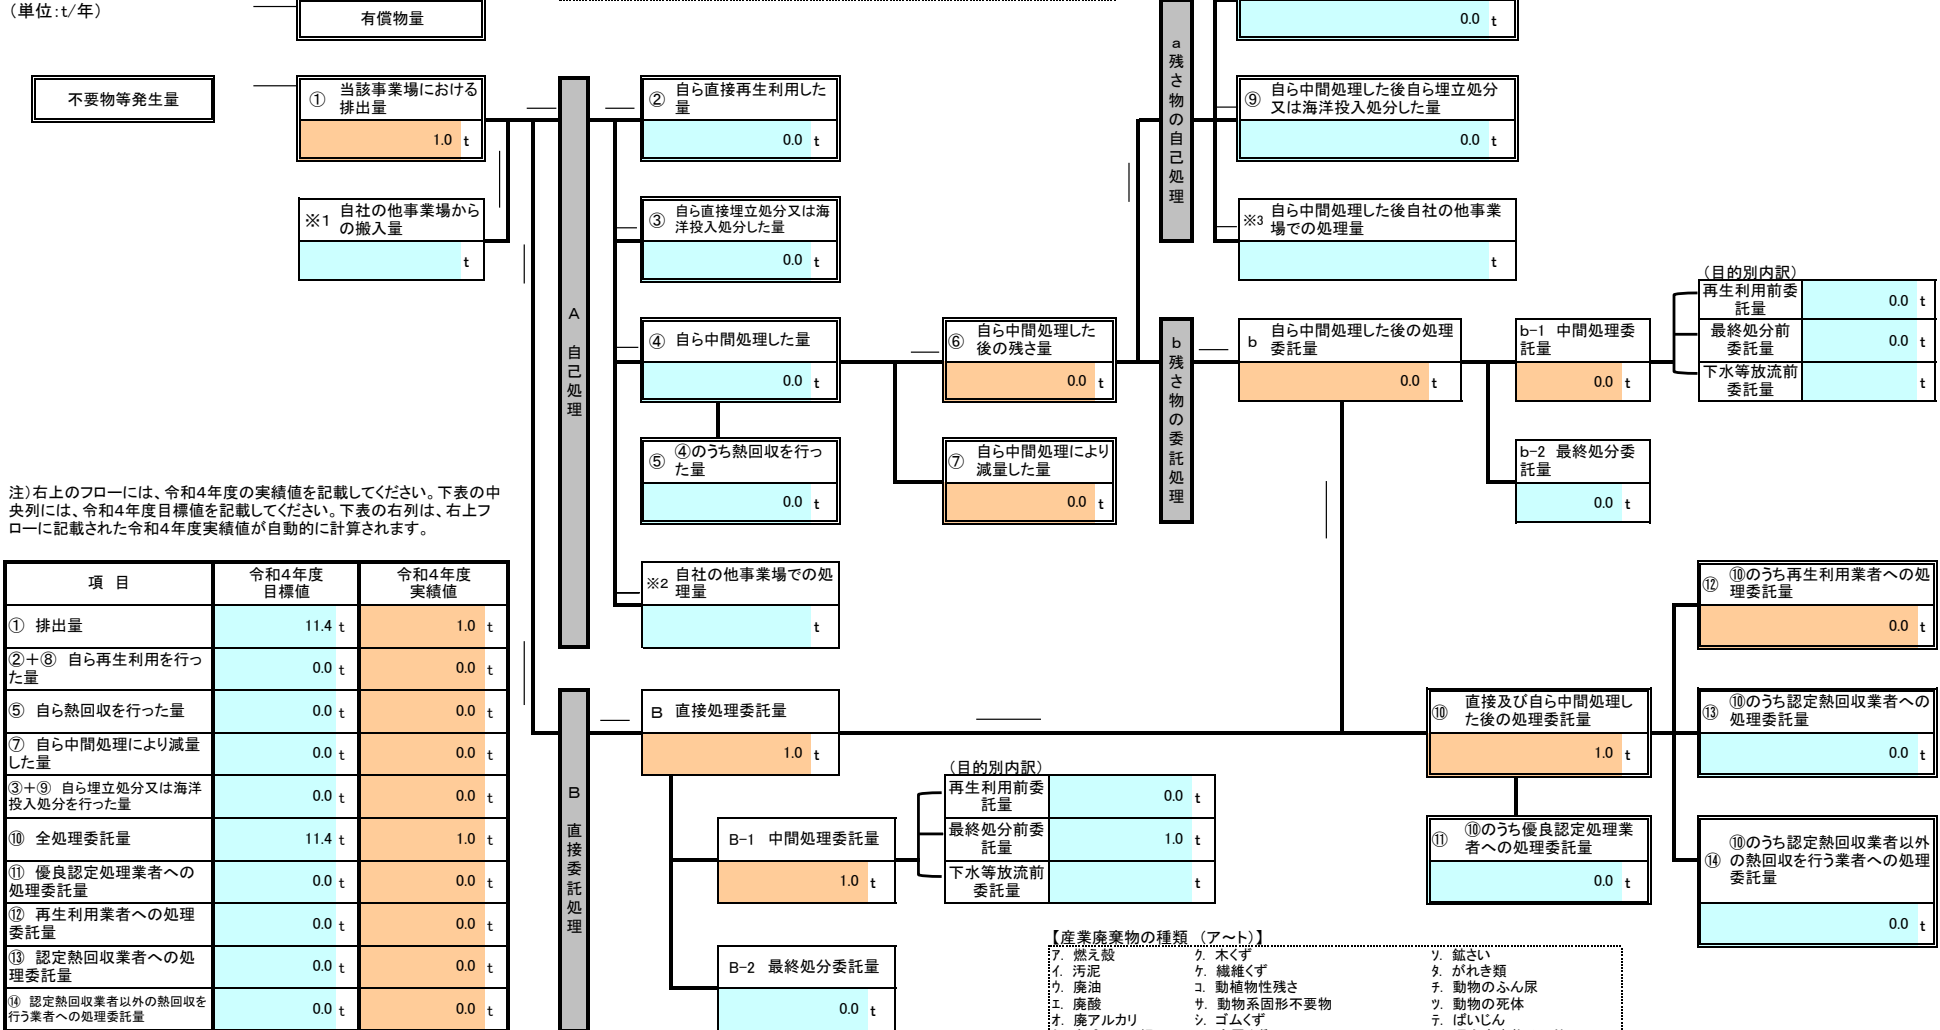 （単位:t/年）
有償物量
0.0 t
不要物等発生量
① 当該事業場における
排出量
1.0 t
※1 自社の他事業場から
の搬入量
t
A 自己処理
② 自ら直接再生利用した
量
0.0 t
③ 自ら直接埋立処分又は海
洋投入処分した量
0.0 t
④ 自ら中間処理した量
0.0 t
⑤ ④のうち熱回収を行っ
た量
0.0 t
※2 自社の他事業場での処
理量
t
⑥ 自ら中間処理した
後の残さ量
0.0 t
⑦ 自ら中間処理により
減量した量
0.0 t
a 残さ物の自己処理
⑨ 自ら中間処理した後自ら埋立処分
又は海洋投入処分した量
0.0 t
※3 自ら中間処理した後自社の他事業
場での処理量
t
b 残さ物の委託処理
b 自ら中間処理した後の処理
委託量
0.0 t
b-1 中間処理委
託量
0.0 t
b-2 最終処分委
託量
0.0 t
（目的別内訳）
再生利用前委
託量
0.0 t
最終処分前
委託量
0.0 t
下水等放流前
委託量
t
注）右上のフローには、令和4年度の実績値を記載してください。下表の中
央列には、令和4年度目標値を記載してください。下表の右列は、右上フ
ローに記載された令和4年度実績値が自動的に計算されます。
項 目
令和4年度
目標値
令和4年度
実績値
① 排出量 11.4 t 1.0 t
②＋⑧ 自ら再生利用を行っ
た量 0.0 t 0.0 t
⑤ 自ら熱回収を行った量 0.0 t 0.0 t
⑦ 自ら中間処理により減量
した量 0.0 t 0.0 t
③＋⑨ 自ら埋立処分又は海洋
投入処分を行った量 0.0 t 0.0 t
⑩ 全処理委託量 11.4 t 1.0 t
⑪ 優良認定処理業者への
処理委託量 0.0 t 0.0 t
⑫ 再生利用業者への処理
委託量 0.0 t 0.0 t
⑬ 認定熱回収業者への処
理委託量 0.0 t 0.0 t
⑭ 認定熱回収業者以外の熱回収を
行う業者への処理委託量 0.0 t 0.0 t
B 直接委託処理
B 直接処理委託量
1.0 t
B-1 中間処理委託量
1.0 t
B-2 最終処分委託量
0.0 t
（目的別内訳）
再生利用前委
託量
0.0 t
最終処分前委
託量
1.0 t
下水等放流前
委託量
t
⑩ 直接及び自ら中間処理し
た後の処理委託量
1.0 t
⑪ ⑩のうち優良認定処理業
者への処理委託量
0.0 t
⑫ ⑩のうち再生利用業者への処
理委託量
0.0 t
⑬ ⑩のうち認定熱回収業者への
処理委託量
0.0 t
⑭ ⑩のうち認定熱回収業者以外
の熱回収を行う業者への処理
委託量
0.0 t
【産業廃棄物の種類 （ア～ト）】
ア. 燃え殻 ク. 木くず ソ. 鉱さい
イ. 汚泥 ケ. 繊維くず タ. がれき類
ウ. 廃油 コ. 動植物性残さ チ. 動物のふん尿
エ. 廃酸 サ. 動物系固形不要物 ツ. 動物の死体
オ. 廃アルカリ シ. ゴムくず テ. ばいじん